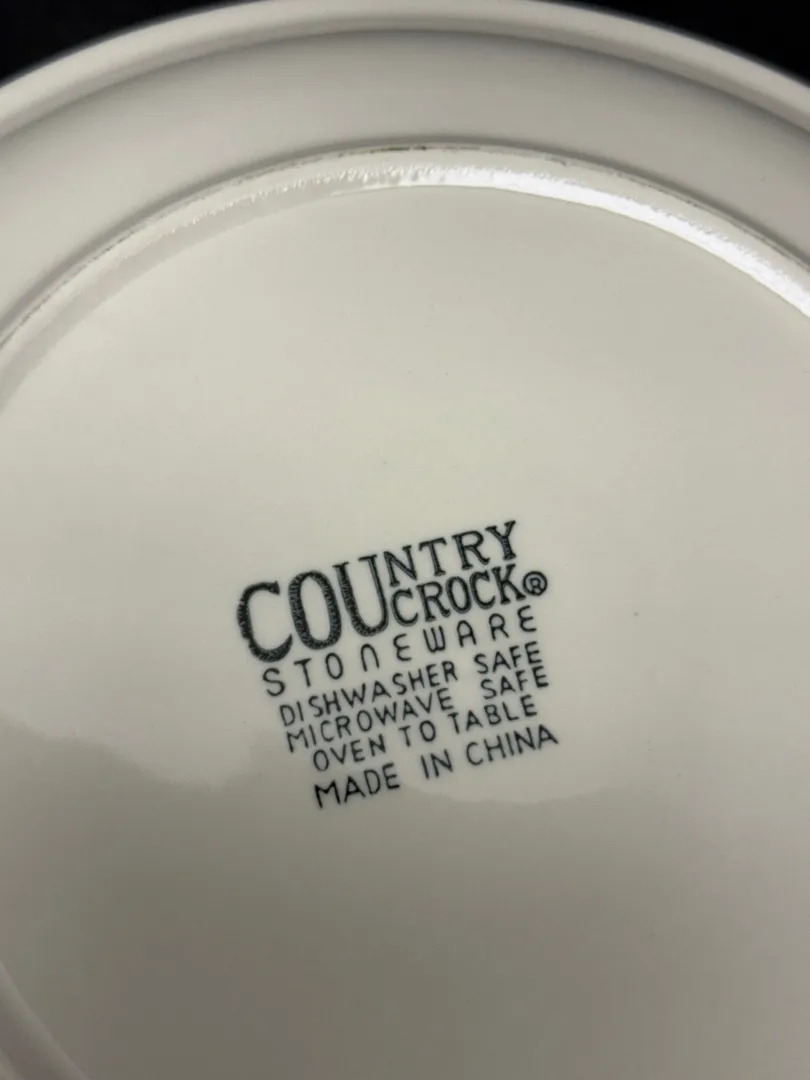 COUNTRY
CROCK®
STONEWARE
DISHWASHER SAFE
MICROWAVE SAFE
OVEN TO TABLE
MADE IN CHINA